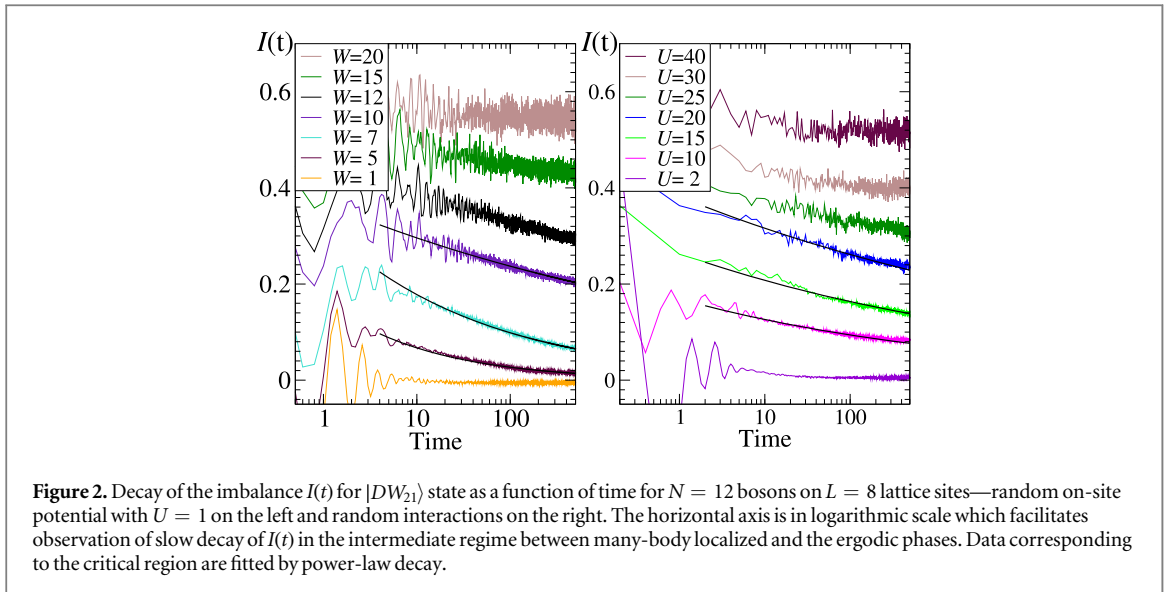 I(t)
W=20
W=15
W=12
W=10
W= 7
W= 5
W= 1
0.6
0.4
0.2
0
1
10
100
Time
I(t)
U=40
U=30
U=25
U=20
U=15
U=10
U= 2
0.6
0.4
0.2
0
1
10
100
Time
Figure 2. Decay of the imbalance I(t) for |DW₂₁⟩ state as a function of time for N = 12 bosons on L = 8 lattice sites—random on-site
potential with U = 1 on the left and random interactions on the right. The horizontal axis is in logarithmic scale which facilitates
observation of slow decay of I(t) in the intermediate regime between many-body localized and the ergodic phases. Data corresponding
to the critical region are fitted by power-law decay.